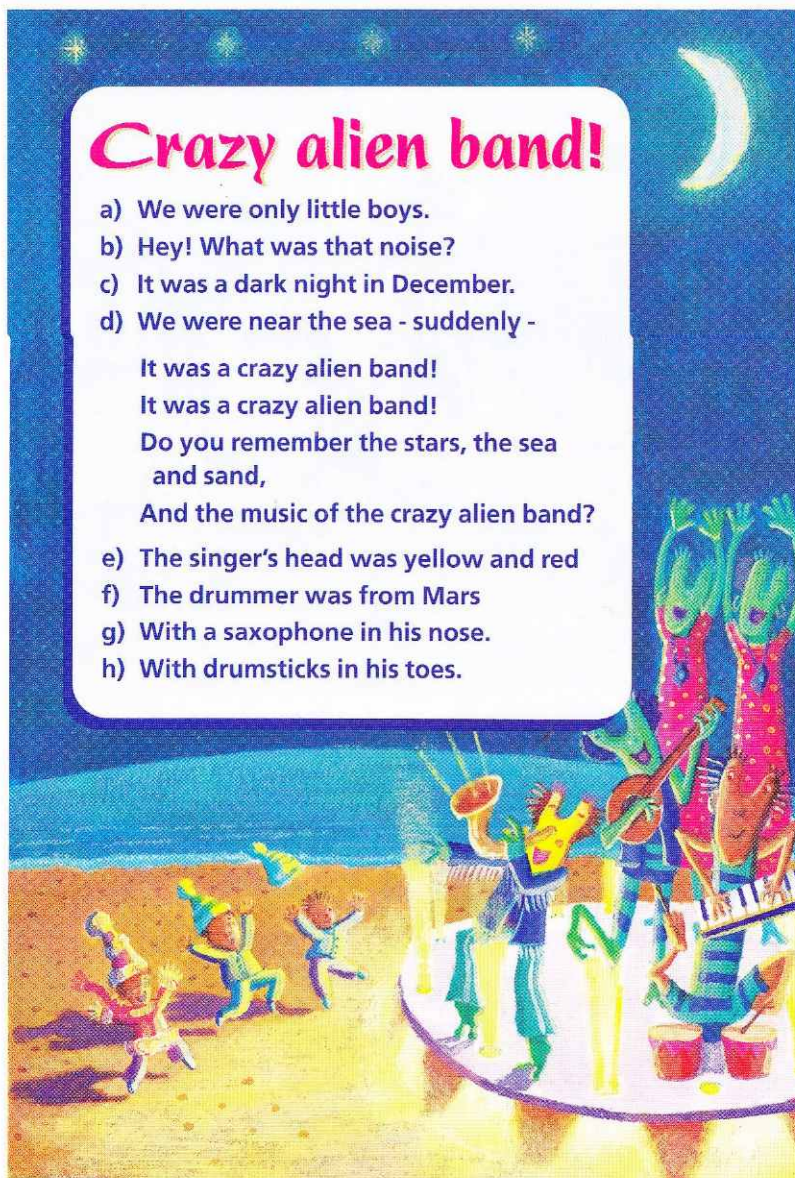 Crazy alien band!
a) We were only little boys.
b) Hey! What was that noise?
c) It was a dark night in December.
d) We were near the sea - suddenly -
It was a crazy alien band!
It was a crazy alien band!
Do you remember the stars, the sea
and sand,
And the music of the crazy alien band?
e) The singer's head was yellow and red
f) The drummer was from Mars
g) With a saxophone in his nose.
h) With drumsticks in his toes.